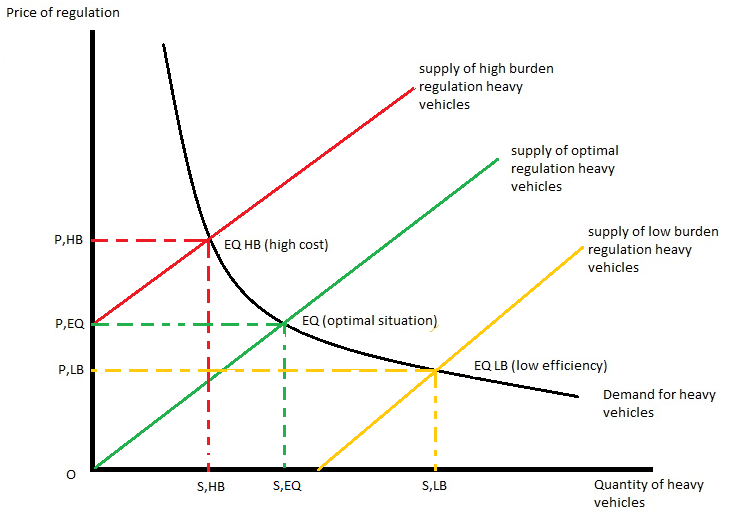 Price of regulation
supply of high burden
regulation heavy
vehicles
supply of optimal
regulation heavy
vehicles
supply of low burden
regulation heavy
vehicles
P,HB
EQ HB (high cost)
P,EQ
EQ (optimal situation)
P,LB
EQ LB (low efficiency)
Demand for heavy
vehicles
O
S,HB
S,EQ
S,LB
Quantity of heavy
vehicles